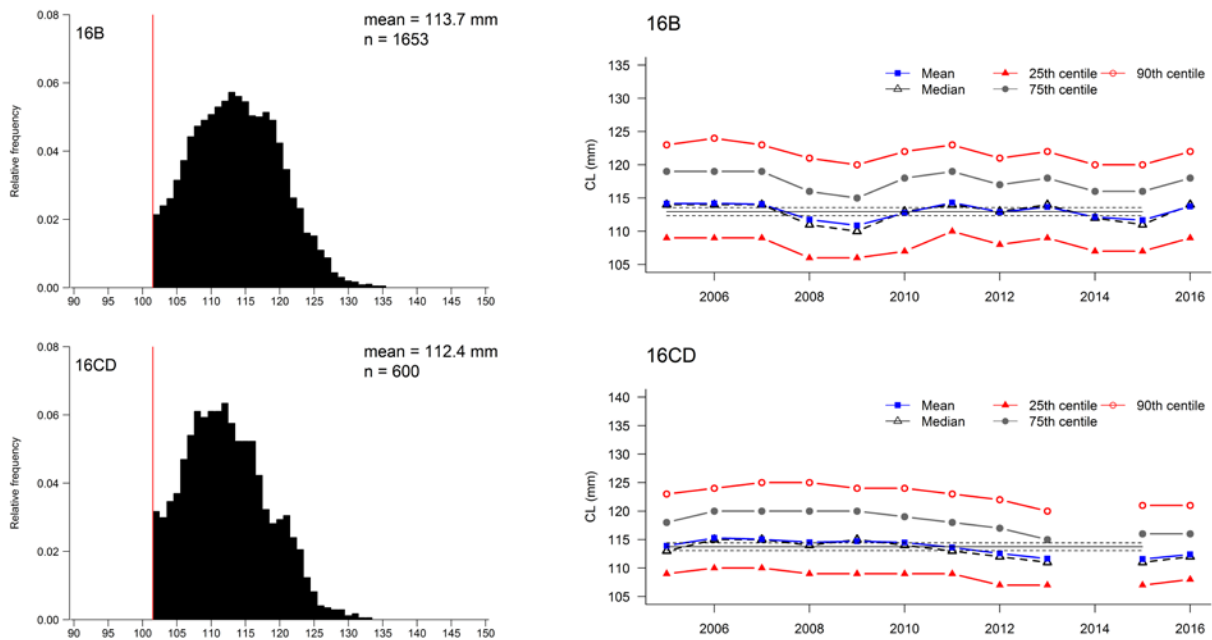 16B
mean = 113.7 mm
n = 1653
Relative frequency
0.08
0.06
0.04
0.02
0.00
90 95 100 105 110 115 120 125 130 135 140 145 150
16B
Mean 25th centile 90th centile
Median 75th centile
CL (mm)
135
130
125
120
115
110
105
2006 2008 2010 2012 2014 2016
16CD
mean = 112.4 mm
n = 600
Relative frequency
0.08
0.06
0.04
0.02
0.00
90 95 100 105 110 115 120 125 130 135 140 145 150
16CD
Mean 25th centile 90th centile
Median 75th centile
CL (mm)
140
135
130
125
120
115
110
105
2006 2008 2010 2012 2014 2016